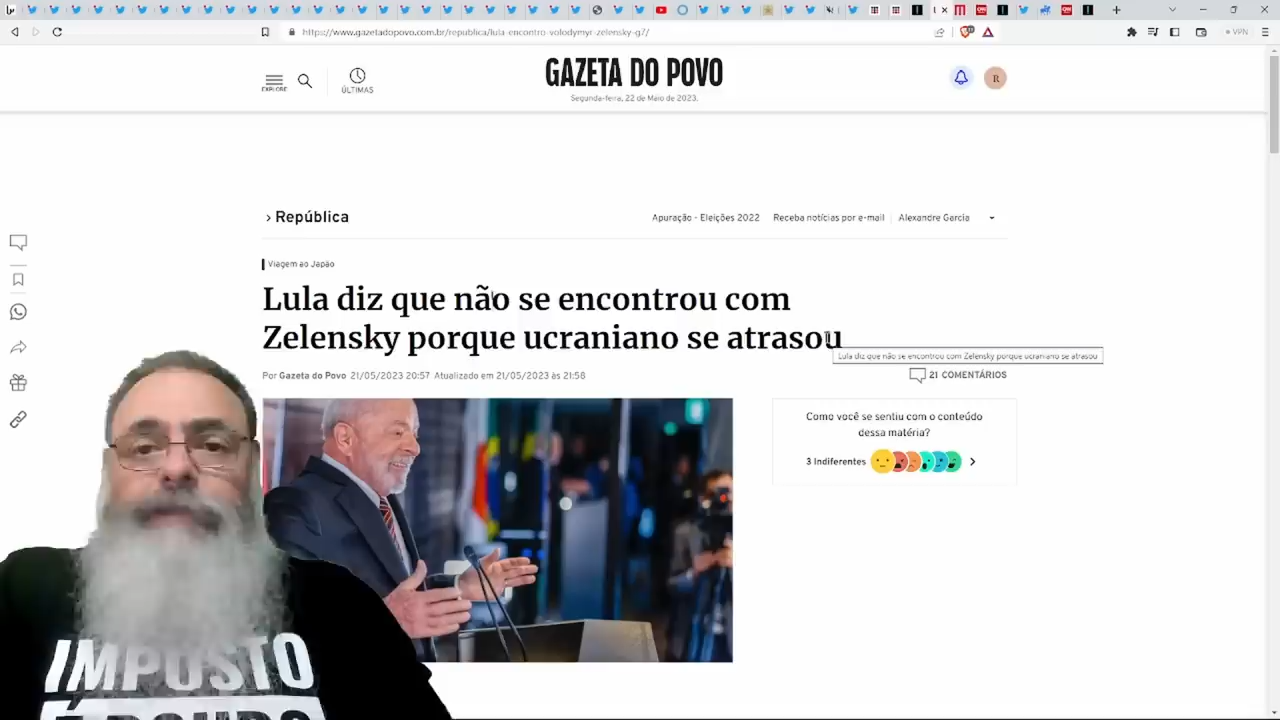 https://www.gazetadopovo.com.br/republica/lula-encontro-volodymyr-zelensky-g7//
VPN
EXPLORE
ÚLTIMAS
GAZETA DO POVO
Segunda-feira, 22 de Maio de 2023.
R
República
Apuração - Eleições 2022
Receba notícias por e-mail
Alexandre Garcia
Viagem ao Japão
Lula diz que não se encontrou com
Zelensky porque ucraniano se atrasou
Lula diz que não se encontrou com Zelensky porque ucraniano se atrasou
Por Gazeta do Povo 21/05/2023 20:57 Atualizado em 21/05/2023 às 21:58
21 COMENTÁRIOS
Como você se sentiu com o conteúdo
dessa matéria?
3 Indiferentes
IMPOSTO